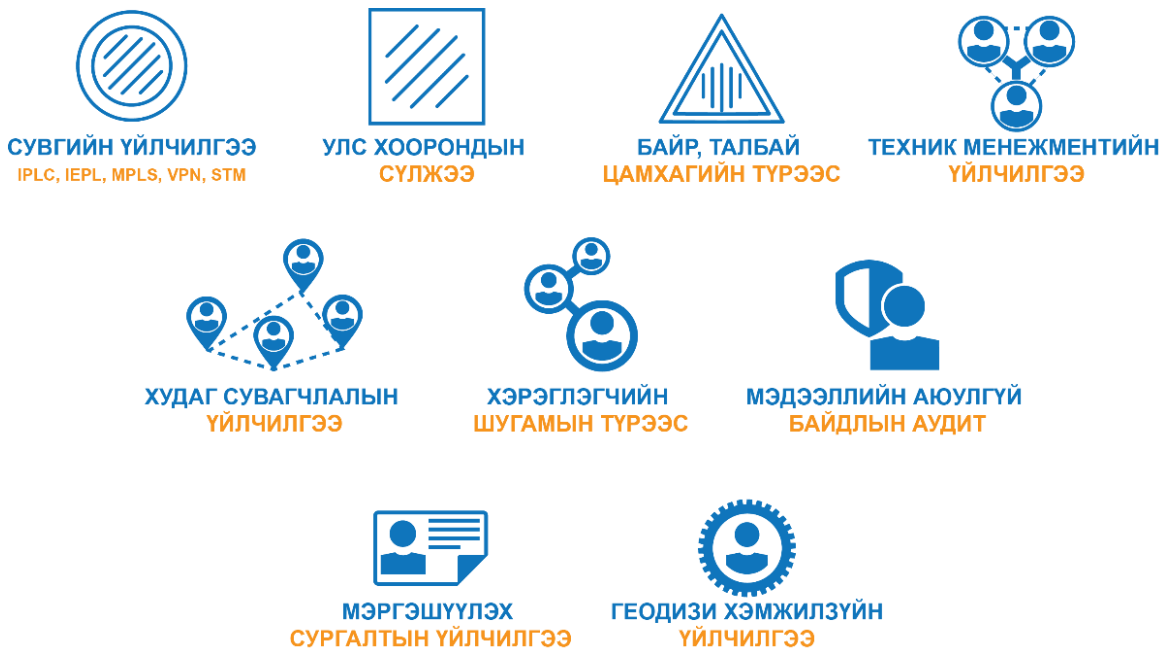 СУВГИЙН ҮЙЛЧИЛГЭЭ
IPLC, IEPL, MPLS, VPN, STM
УЛС ХООРОНДЫН
СҮЛЖЭЭ
БАЙР, ТАЛБАЙ
ЦАМХАГИЙН ТҮРЭЭС
ТЕХНИК МЕНЕЖМЕНТИЙН
ҮЙЛЧИЛГЭЭ
ХУДАГ СУВАГЧЛАЛЫН
ҮЙЛЧИЛГЭЭ
ХЭРЭГЛЭГЧИЙН
ШУГАМЫН ТҮРЭЭС
МЭДЭЭЛЛИЙН АЮУЛГҮЙ
БАЙДЛЫН АУДИТ
МЭРГЭШҮҮЛЭХ
СУРГАЛТЫН ҮЙЛЧИЛГЭЭ
ГЕОДИЗИ ХЭМЖИЛЗҮЙН
ҮЙЛЧИЛГЭЭ